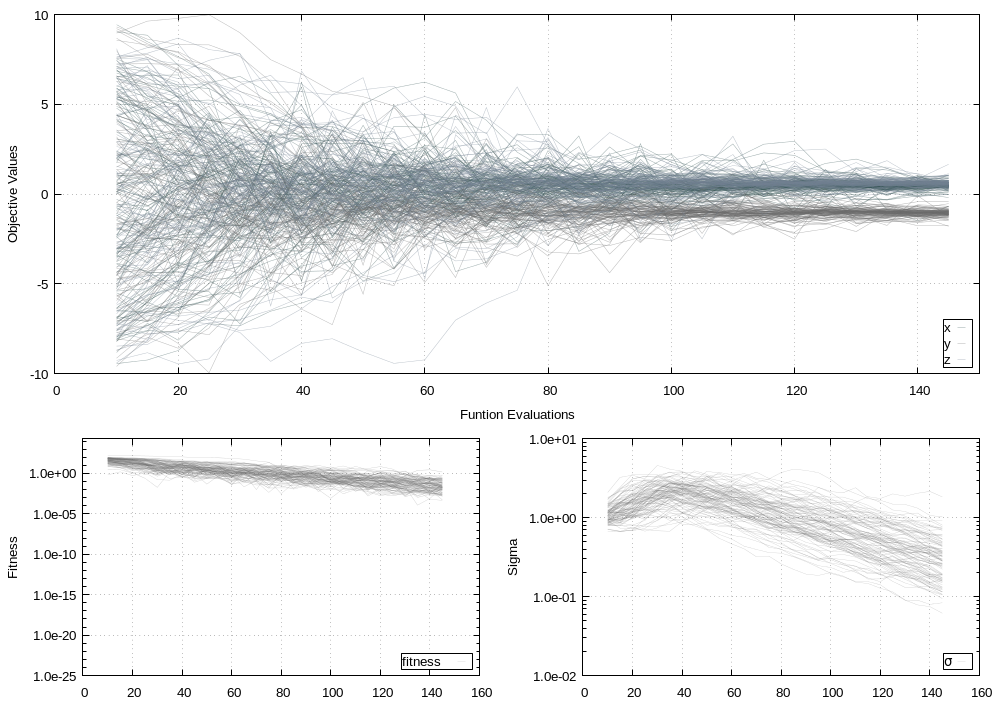 10
5
0
-5
-10
Objective Values
x
y
z
0 20 40 60 80 100 120 140
Funtion Evaluations
1.0e+00
1.0e-05
1.0e-10
1.0e-15
1.0e-20
1.0e-25
Fitness
fitness
0 20 40 60 80 100 120 140 160
1.0e+01
1.0e+00
1.0e-01
1.0e-02
Sigma
σ
0 20 40 60 80 100 120 140 160